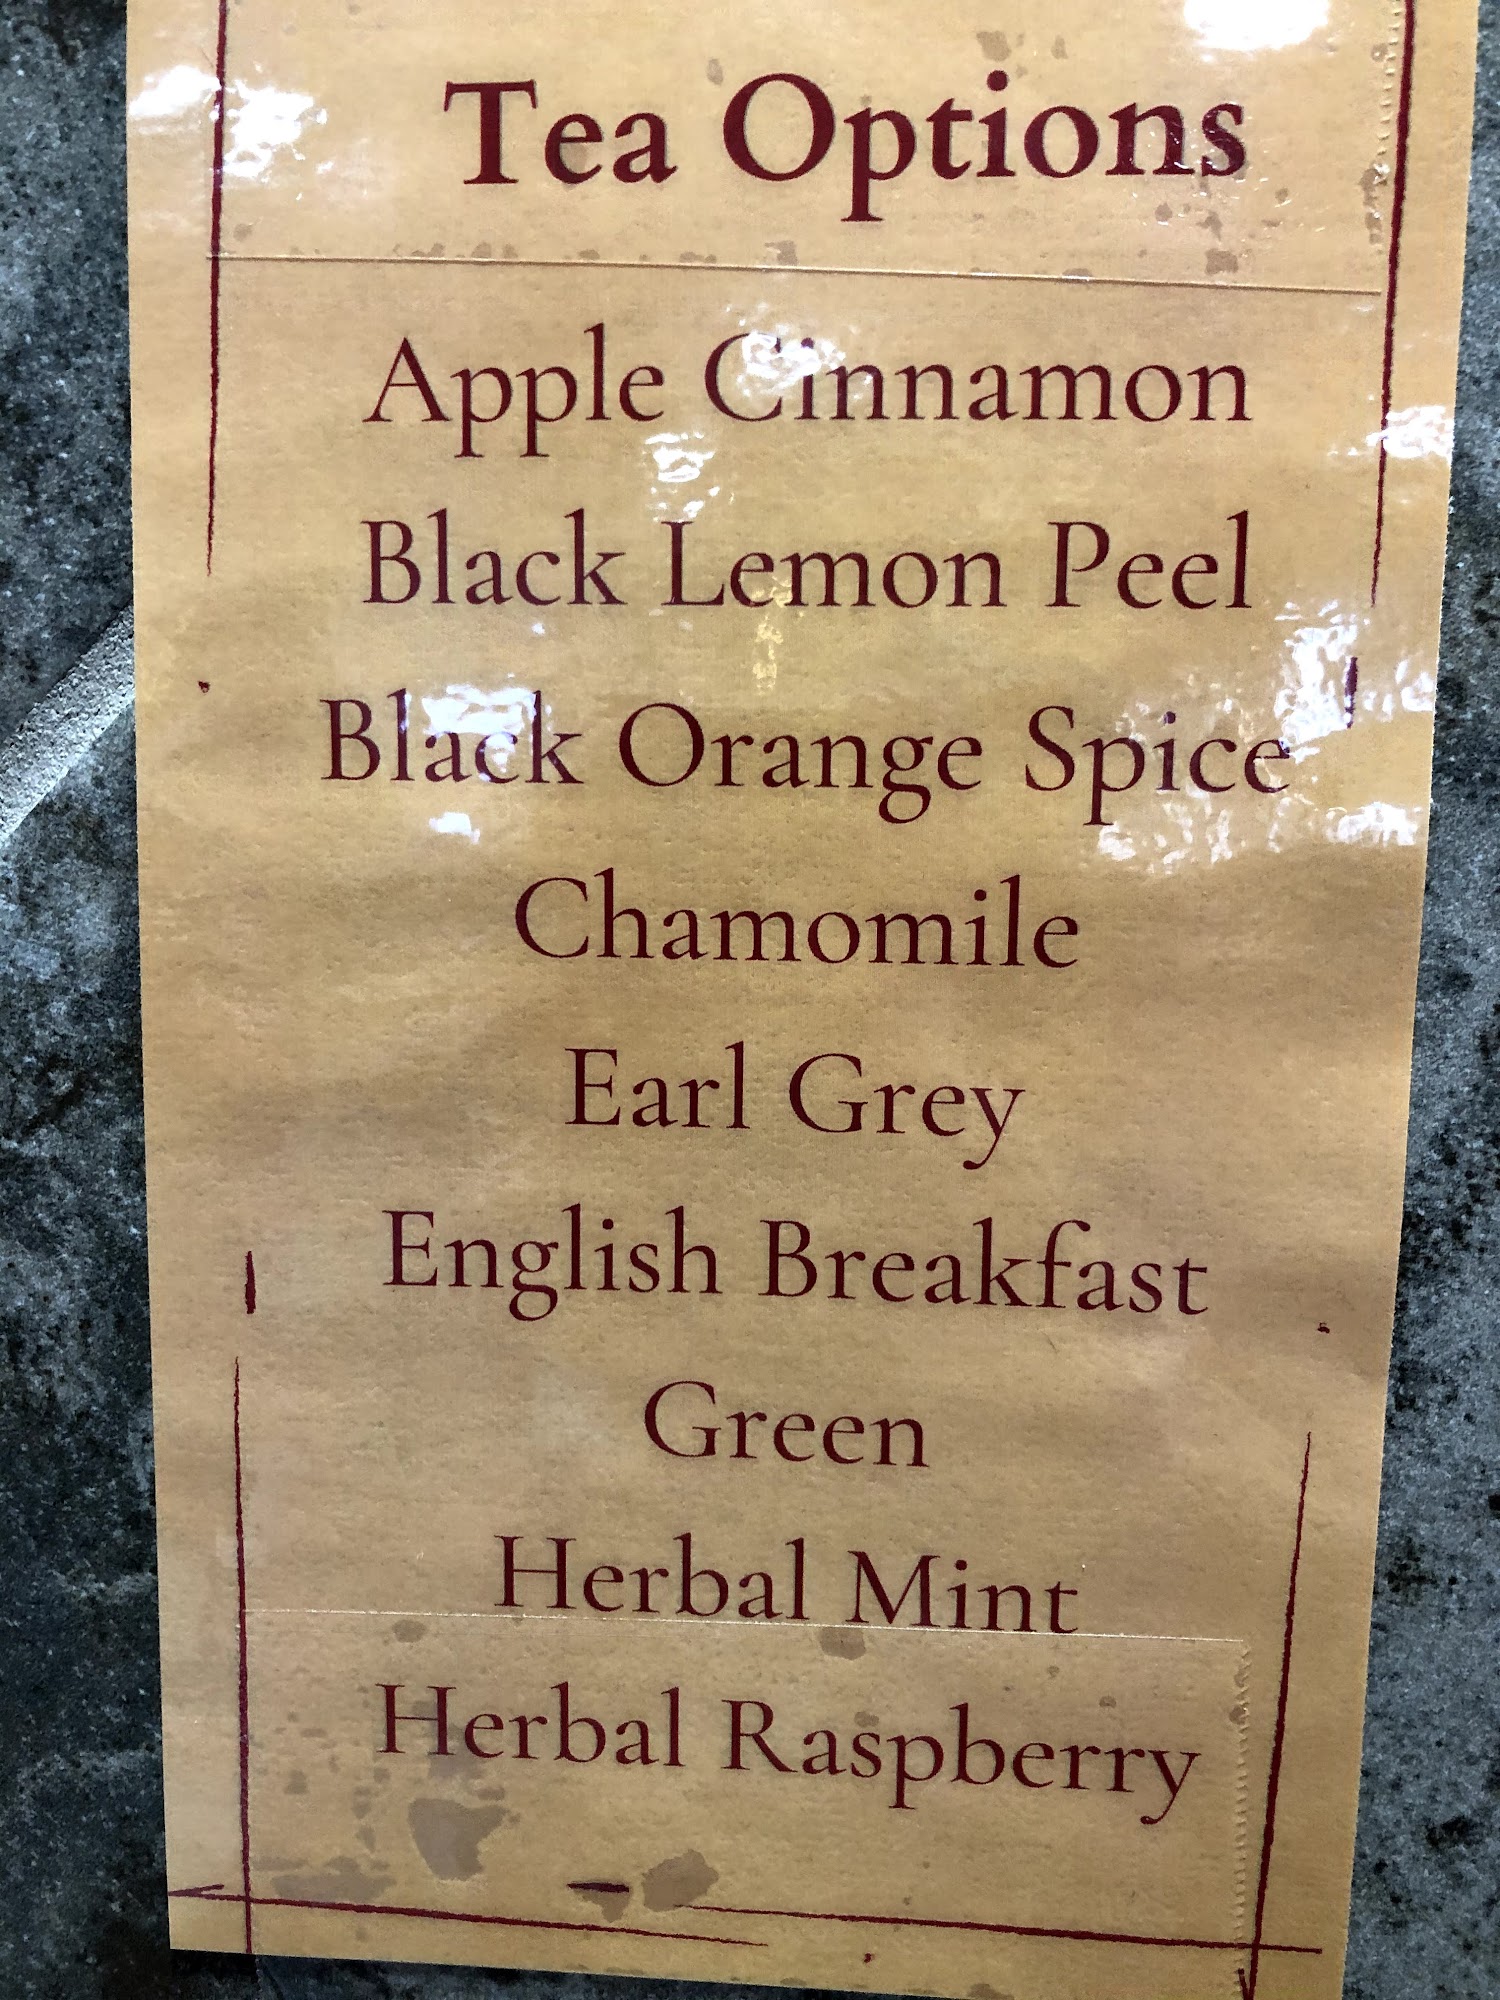 Tea Options
Apple Cinnamon
Black Lemon Peel
Black Orange Spice
Chamomile
Earl Grey
English Breakfast
Green
Herbal Mint
Herbal Raspberry